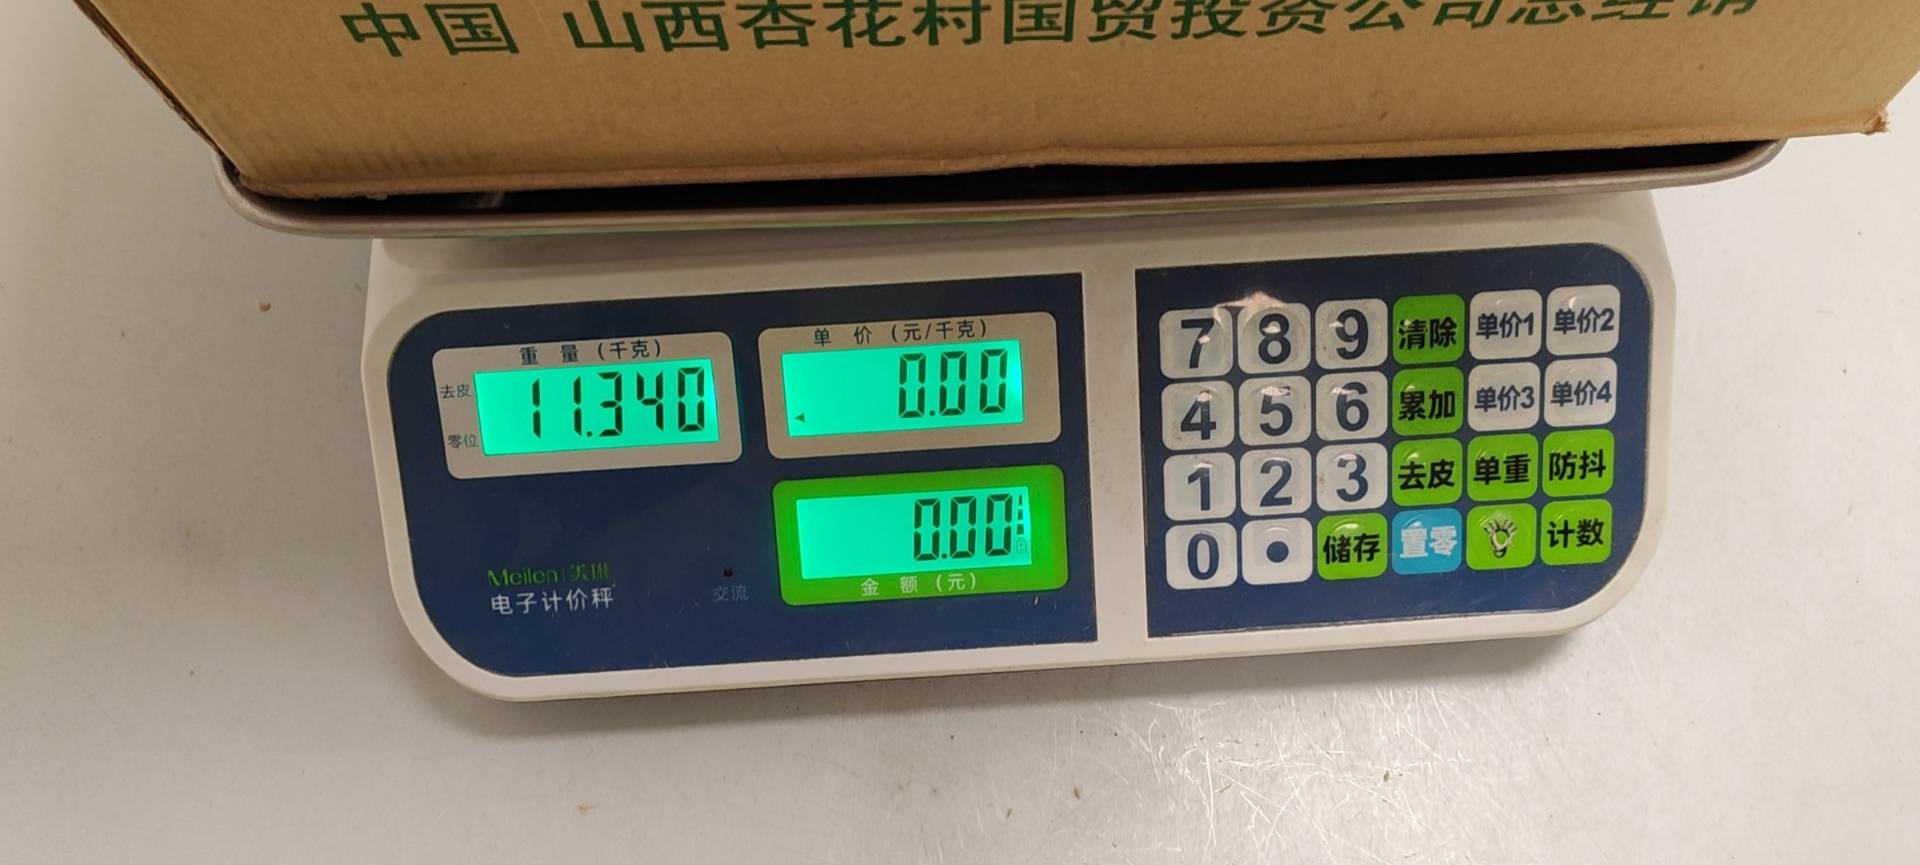 中国 山西杏花村国贸投资公司总经销
重 量 (千克)
去皮
零位
11.340
单 价 (元/千克)
0.00
0.00
金 额 (元)
Meilen 美琳
电子计价秤
交流
7 8 9 清除 单价1 单价2
4 5 6 累加 单价3 单价4
1 2 3 去皮 单重 防抖
0 • 储存 置零 计数